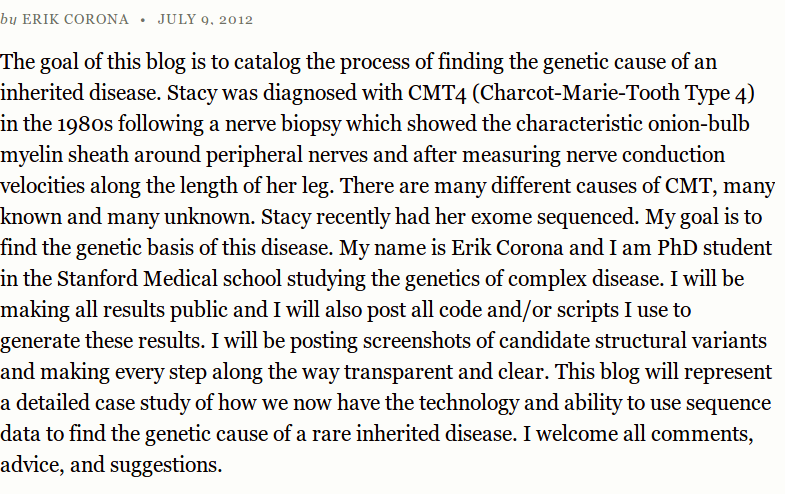 by ERIK CORONA • JULY 9, 2012
The goal of this blog is to catalog the process of finding the genetic cause of an
inherited disease. Stacy was diagnosed with CMT4 (Charcot-Marie-Tooth Type 4)
in the 1980s following a nerve biopsy which showed the characteristic onion-bulb
myelin sheath around peripheral nerves and after measuring nerve conduction
velocities along the length of her leg. There are many different causes of CMT, many
known and many unknown. Stacy recently had her exome sequenced. My goal is to
find the genetic basis of this disease. My name is Erik Corona and I am PhD student
in the Stanford Medical school studying the genetics of complex disease. I will be
making all results public and I will also post all code and/or scripts I use to
generate these results. I will be posting screenshots of candidate structural variants
and making every step along the way transparent and clear. This blog will represent
a detailed case study of how we now have the technology and ability to use sequence
data to find the genetic cause of a rare inherited disease. I welcome all comments,
advice, and suggestions.